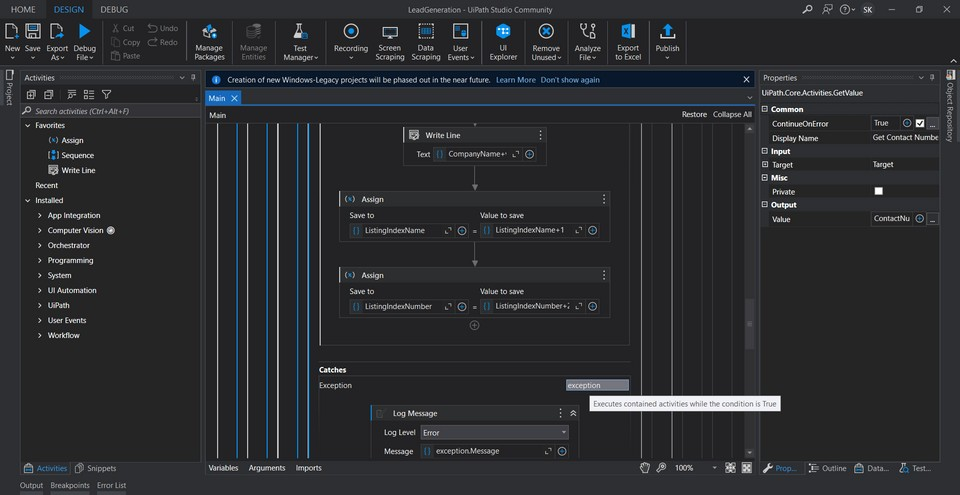 HOME DESIGN DEBUG LeadGeneration - UiPath Studio Community SK
New Save Export As Debug File Cut Copy Paste Undo Redo Manage Packages Manage Entities Test Manager Recording Screen Scraping Data Scraping User Events UI Explorer Remove Unused Analyze File Export to Excel Publish
Project
Activities
Search activities (Ctrl+Alt+F)
Favorites
Assign
Sequence
Write Line
Recent
Installed
App Integration
Computer Vision
Orchestrator
Programming
System
UI Automation
UiPath
User Events
Workflow
Activities Snippets
Creation of new Windows-Legacy projects will be phased out in the near future. Learn More Don't show again
Main
Main Restore Collapse All
Write Line
Text CompanyName+
Assign
Save to Value to save
ListingIndexName = ListingIndexName+1
Assign
Save to Value to save
ListingIndexNumber = ListingIndexNumber+
Catches
Exception exception
Executes contained activities while the condition is True
Log Message
Log Level Error
Message exception.Message
Variables Arguments Imports 100%
Properties
UiPath.Core.Activities.GetValue
Common
ContinueOnError True ...
Display Name Get Contact Numbe
Input
Target Target
Misc
Private
Output
Value ContactNu ...
Object Repository
Prop... Outline Data... Test...
Output Breakpoints Error List